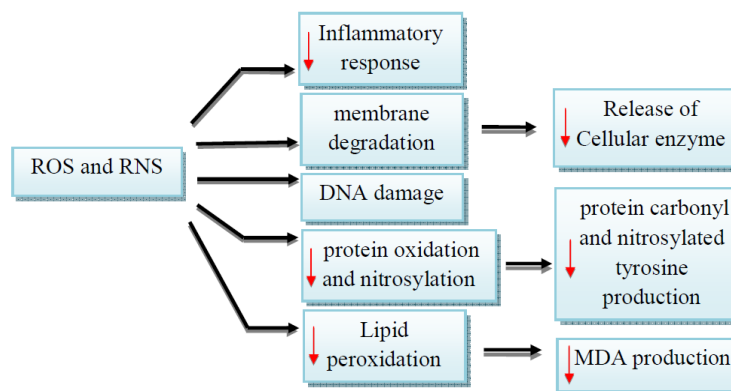 Inflammatory
response
membrane
degradation
Release of
Cellular enzyme
ROS and RNS
DNA damage
protein oxidation
and nitrosylation
protein carbonyl
and nitrosylated
tyrosine
production
Lipid
peroxidation
MDA production